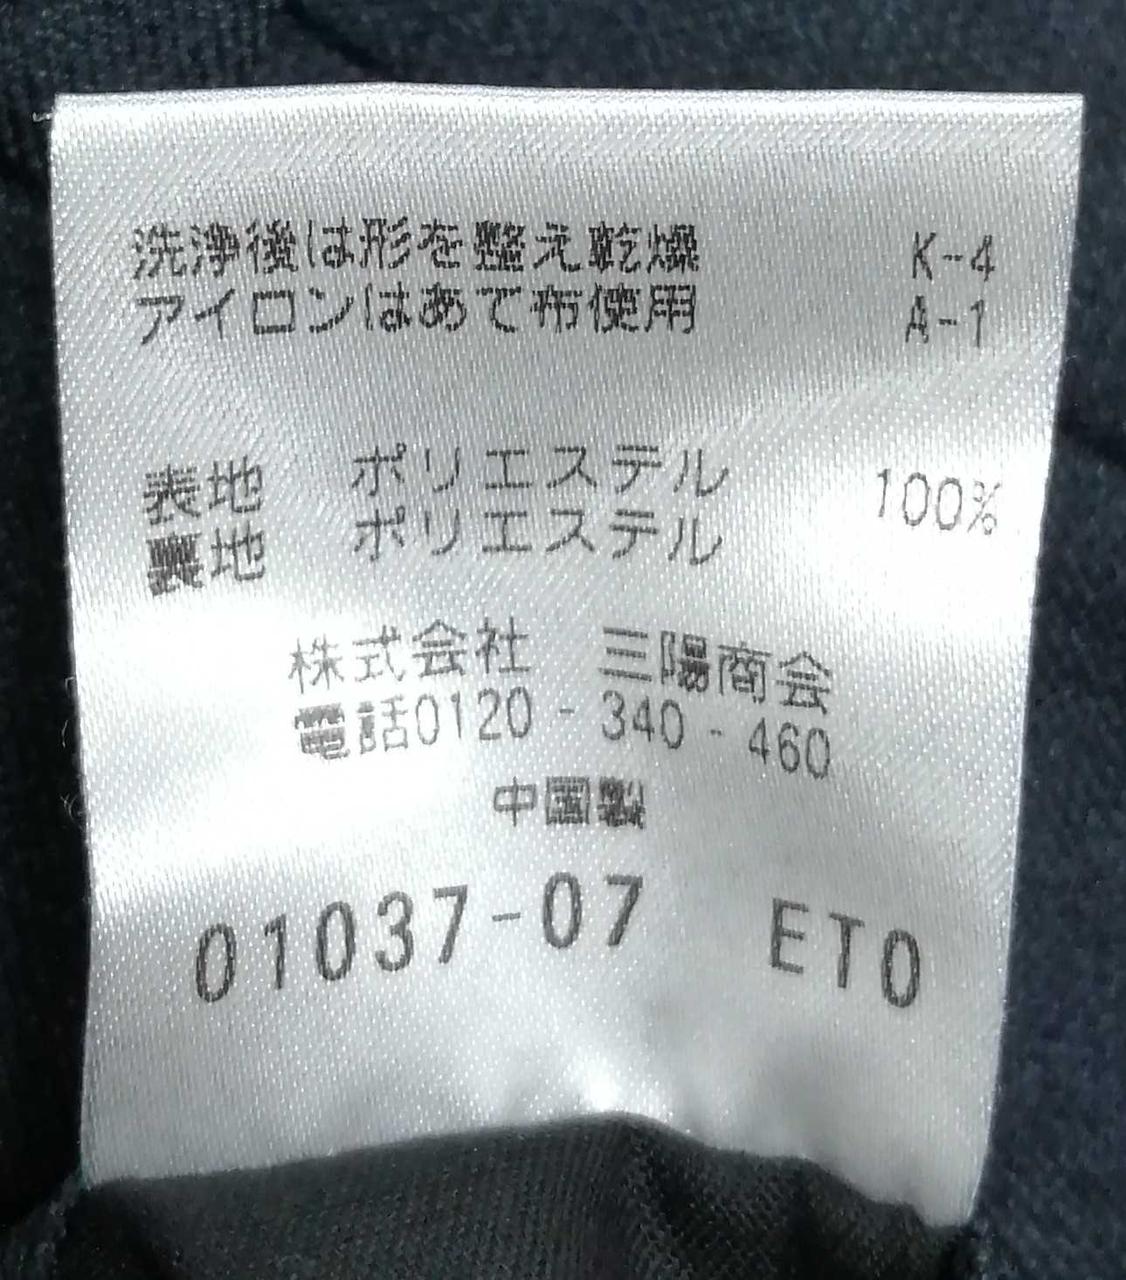 洗浄後は形を整え乾燥 K-4
アイロンはあて布使用 A-1
表地 ポリエステル 100%
裏地 ポリエステル
株式会社 三陽商会
電話0120-340-460
中国製
01037-07 ETO